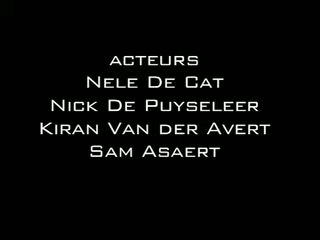 ACTEURS
NELE DE CAT
NICK DE PUYSELEER
KIRAN VAN DER AVERT
SAM ASAERT